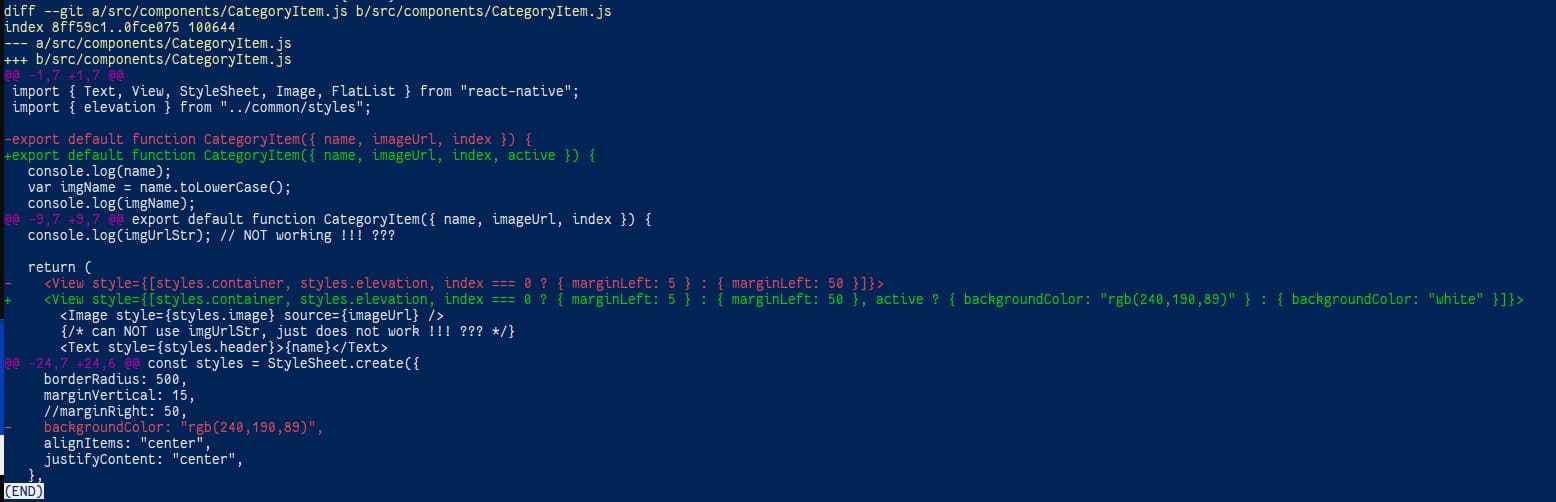 diff --git a/src/components/CategoryItem.js b/src/components/CategoryItem.js
index 8ff59c1..0fce075 100644
--- a/src/components/CategoryItem.js
+++ b/src/components/CategoryItem.js
@@ -1,7 +1,7 @@
 import { Text, View, StyleSheet, Image, FlatList } from "react-native";
 import { elevation } from "../common/styles";

-export default function CategoryItem({ name, imageUrl, index }) {
+export default function CategoryItem({ name, imageUrl, index, active }) {
   console.log(name);
   var imgName = name.toLowerCase();
   console.log(imgName);
@@ -9,7 +9,7 @@ export default function CategoryItem({ name, imageUrl, index }) {
   console.log(imgUrlStr); // NOT working !!! ???

   return (
-    <View style={[styles.container, styles.elevation, index === 0 ? { marginLeft: 5 } : { marginLeft: 50 }]}>
+    <View style={[styles.container, styles.elevation, index === 0 ? { marginLeft: 5 } : { marginLeft: 50 }, active ? { backgroundColor: "rgb(240,190,89)" } : { backgroundColor: "white" }]}>
       <Image style={styles.image} source={imageUrl} />
       {/* can NOT use imgUrlStr, just does not work !!! ??? */}
       <Text style={styles.header}>{name}</Text>
@@ -24,7 +24,6 @@ const styles = StyleSheet.create({
     borderRadius: 500,
     marginVertical: 15,
     //marginRight: 50,
-    backgroundColor: "rgb(240,190,89)",
     alignItems: "center",
     justifyContent: "center",
   },
(END)